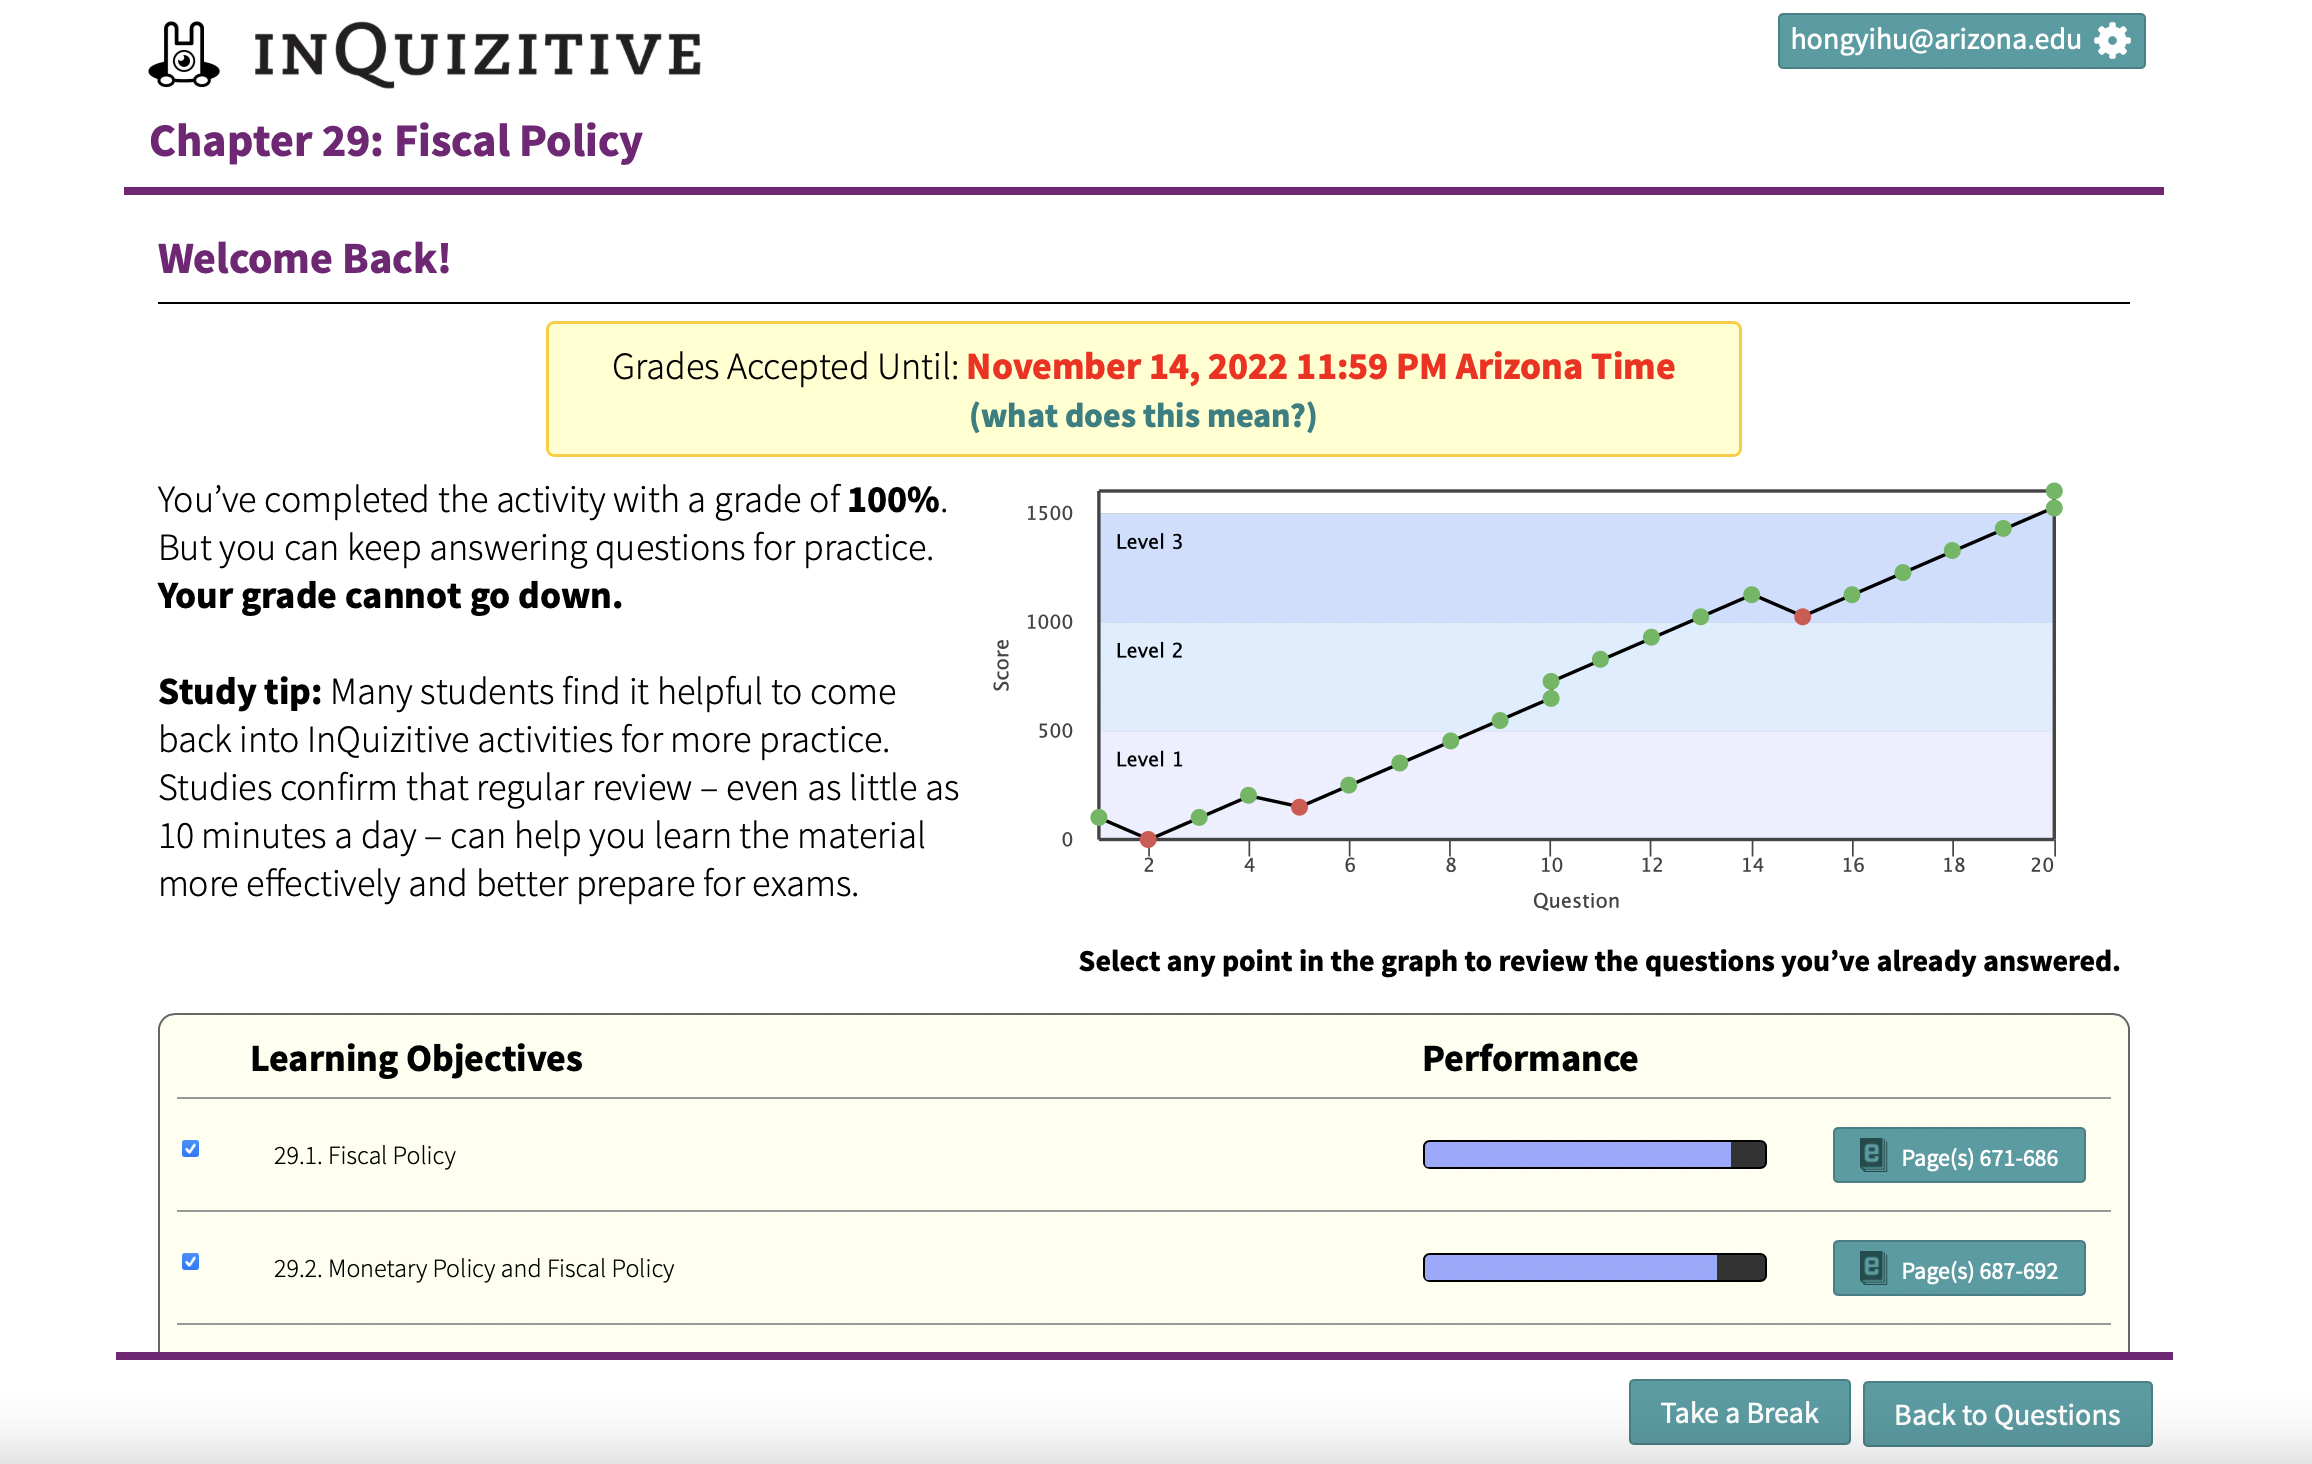 INQUIZITIVE
hongyihu@arizona.edu
Chapter 29: Fiscal Policy
Welcome Back!
Grades Accepted Until: November 14, 2022 11:59 PM Arizona Time
(what does this mean?)
You’ve completed the activity with a grade of 100%.
But you can keep answering questions for practice.
Your grade cannot go down.
Study tip: Many students find it helpful to come
back into InQuizitive activities for more practice.
Studies confirm that regular review – even as little as
10 minutes a day – can help you learn the material
more effectively and better prepare for exams.
1500
Level 3
1000
Level 2
Score
500
Level 1
0
2 4 6 8 10 12 14 16 18 20
Question
Select any point in the graph to review the questions you’ve already answered.
Learning Objectives Performance
29.1. Fiscal Policy
e Page(s) 671-686
29.2. Monetary Policy and Fiscal Policy
e Page(s) 687-692
Take a Break
Back to Questions